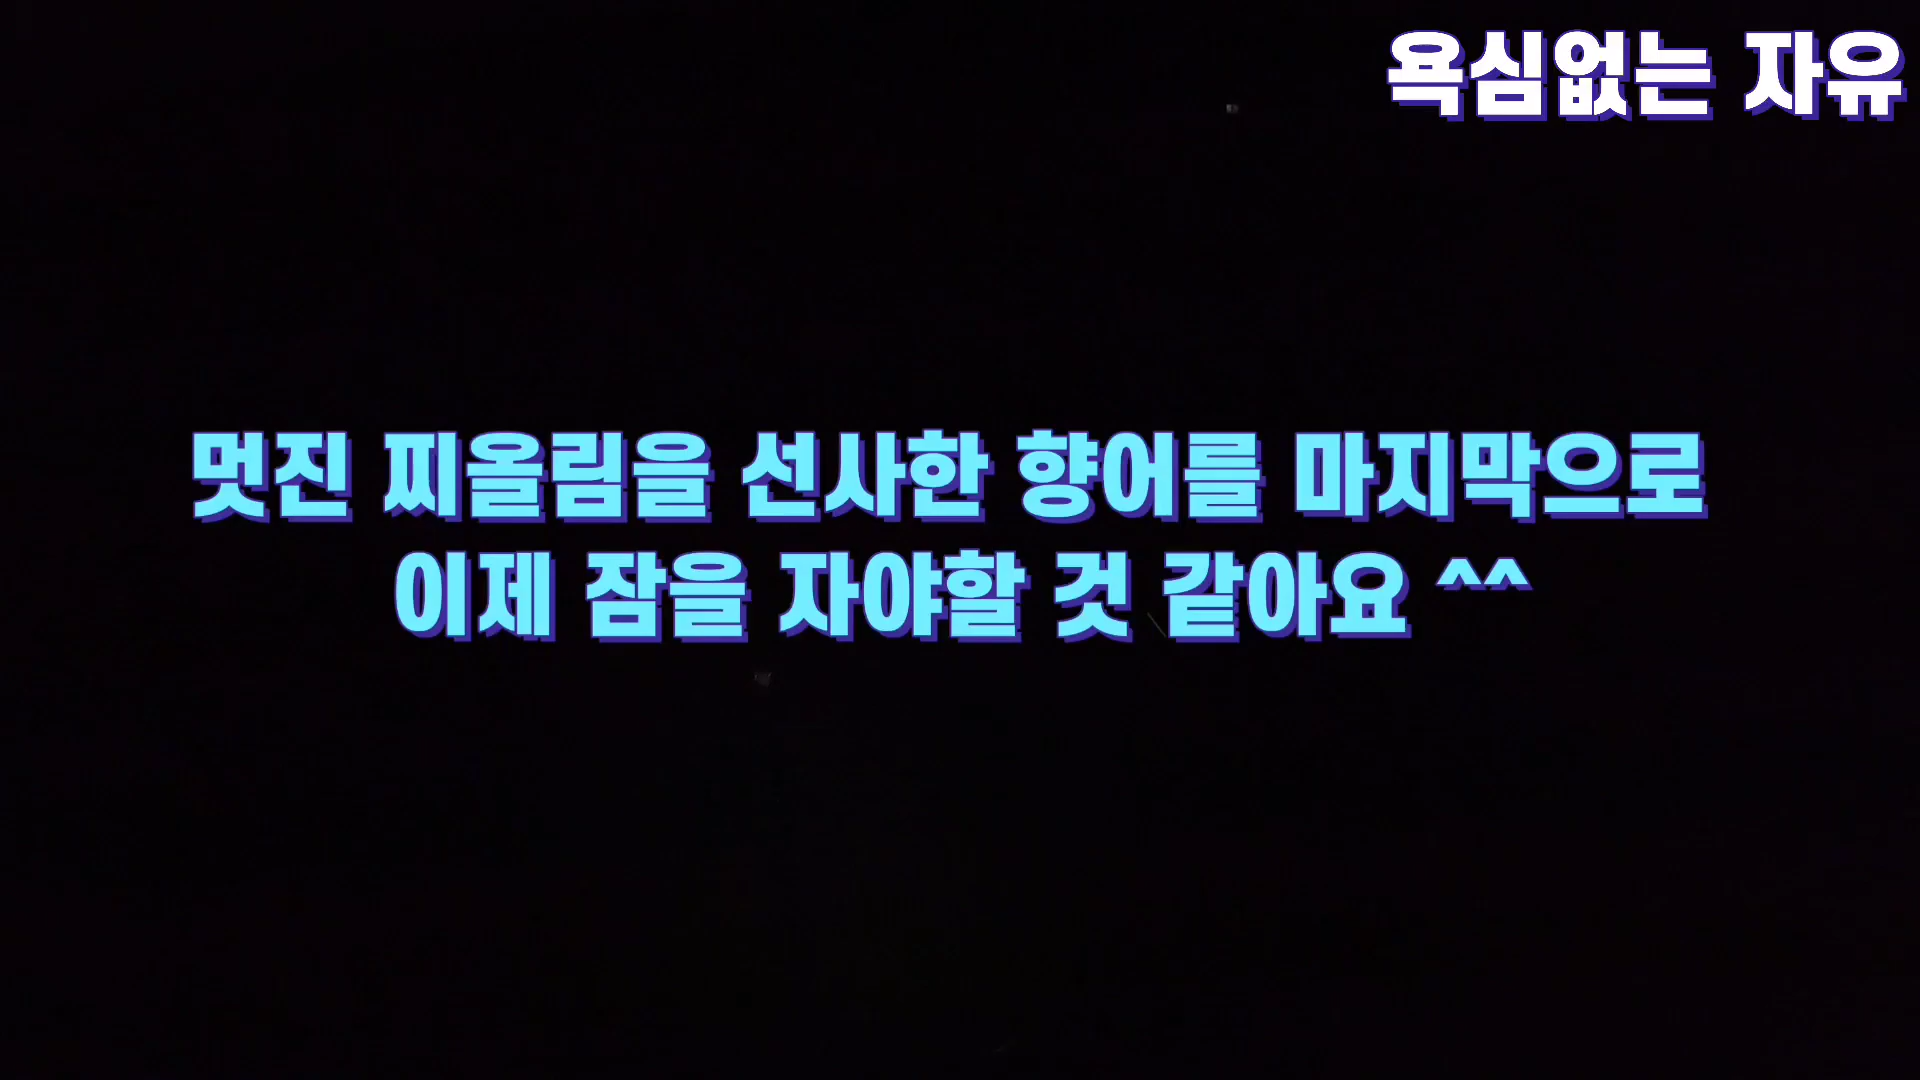 욕심없는 자유
멋진 찌올림을 선사한 향어를 마지막으로
이제 잠을 자야할 것 같아요 ^^